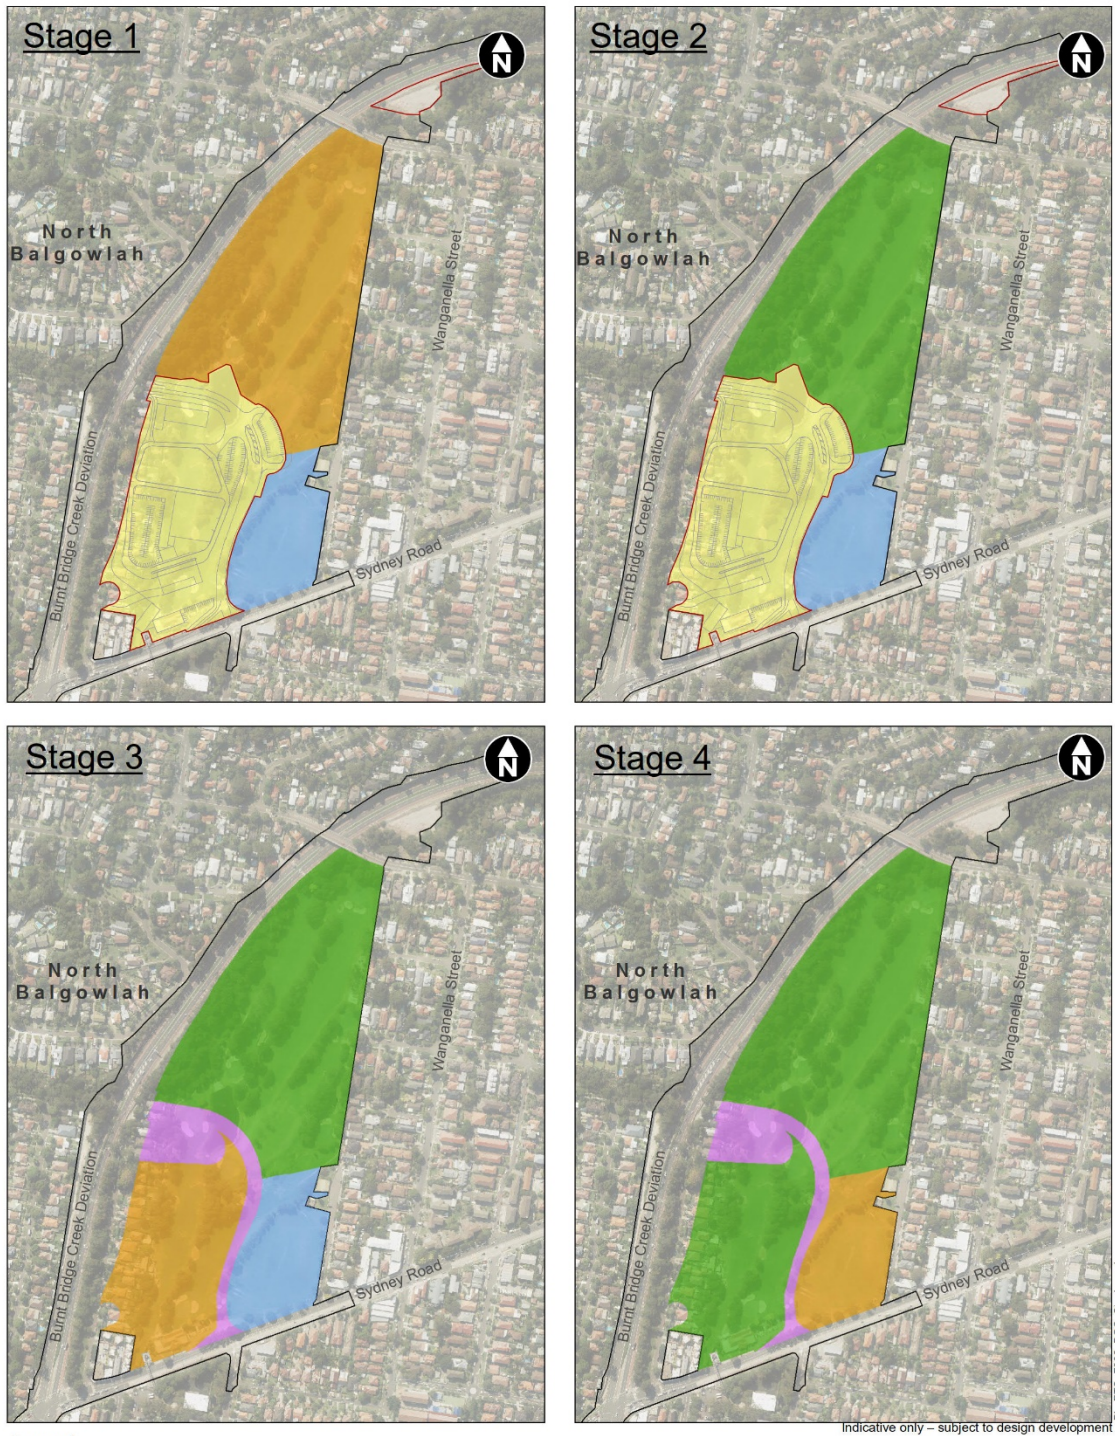 Stage 1
N
North
Balgowlah
Wanganella Street
Burnt Bridge Creek Deviation
Sydney Road
Stage 2
N
North
Balgowlah
Wanganella Street
Burnt Bridge Creek Deviation
Sydney Road
Stage 3
N
North
Balgowlah
Wanganella Street
Burnt Bridge Creek Deviation
Sydney Road
Stage 4
N
North
Balgowlah
Wanganella Street
Burnt Bridge Creek Deviation
Sydney Road
Indicative only – subject to design development